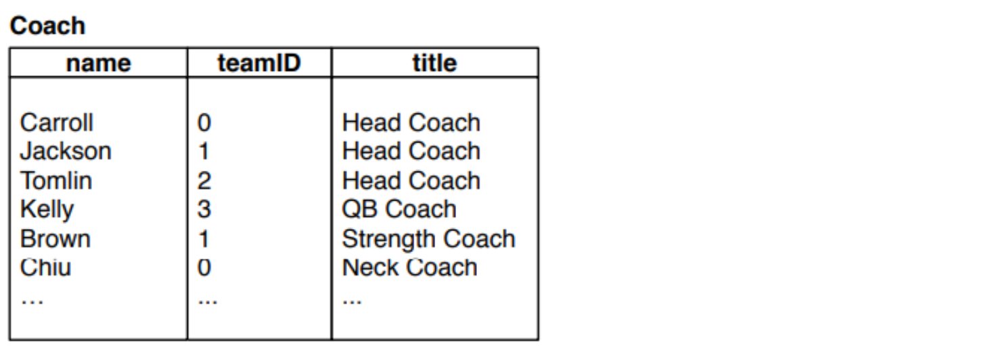 Coach
name teamID title
Carroll 0 Head Coach
Jackson 1 Head Coach
Tomlin 2 Head Coach
Kelly 3 QB Coach
Brown 1 Strength Coach
Chiu 0 Neck Coach
... ... ...